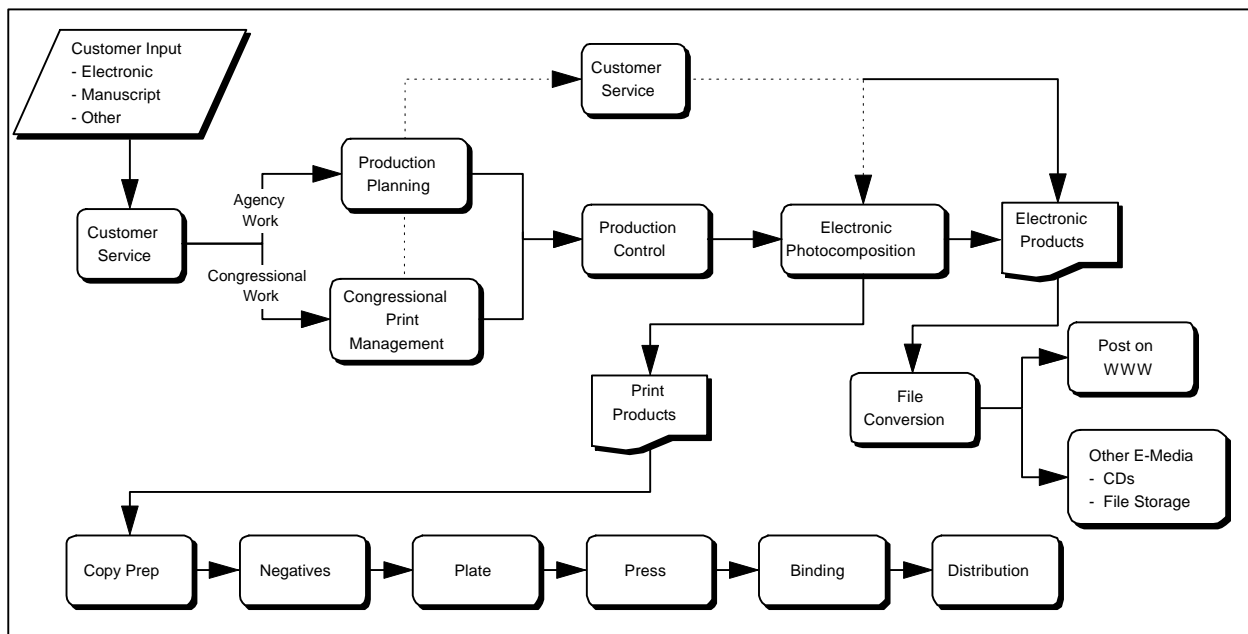 Customer Input
- Electronic
- Manuscript
- Other
Customer
Service
Agency
Work
Congressional
Work
Production
Planning
Congressional
Print
Management
Customer
Service
Production
Control
Electronic
Photocomposition
Electronic
Products
Print
Products
File
Conversion
Post on
WWW
Other E-Media
- CDs
- File Storage
Copy Prep
Negatives
Plate
Press
Binding
Distribution